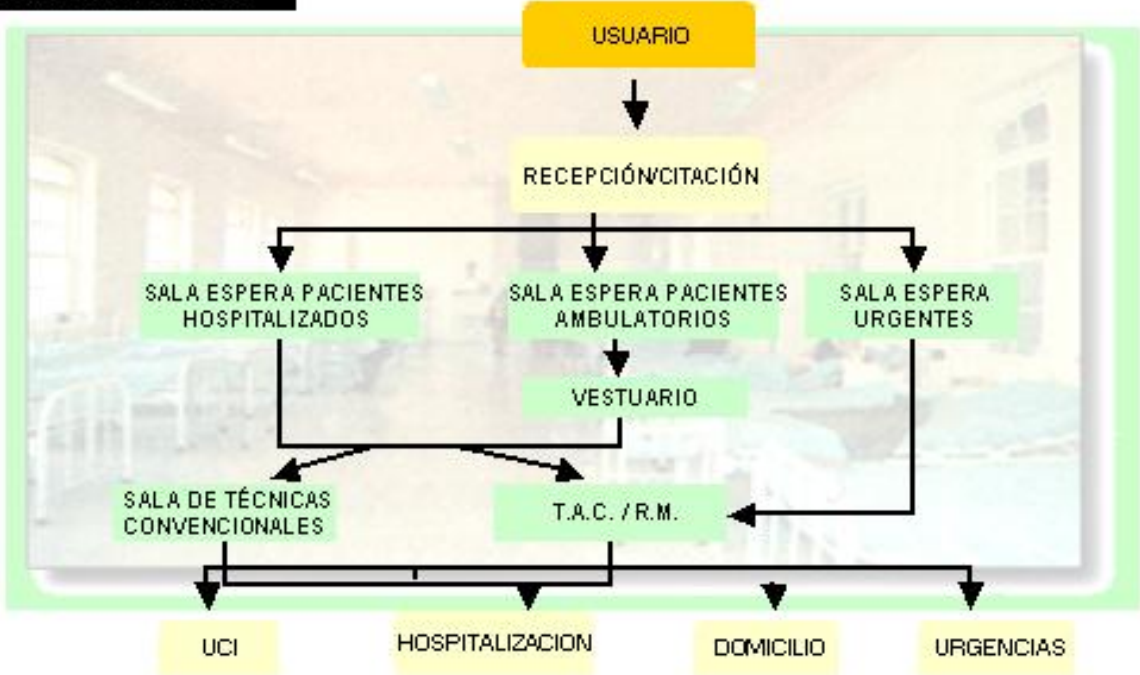 USUARIO
RECEPCIÓN/CITACIÓN
SALA ESPERA PACIENTES
HOSPITALIZADOS
SALA ESPERA PACIENTES
AMBULATORIOS
SALA ESPERA
URGENTES
VESTUARIO
SALA DE TÉCNICAS
CONVENCIONALES
T.A.C. / R.M.
UCI
HOSPITALIZACION
DOMICILIO
URGENCIAS